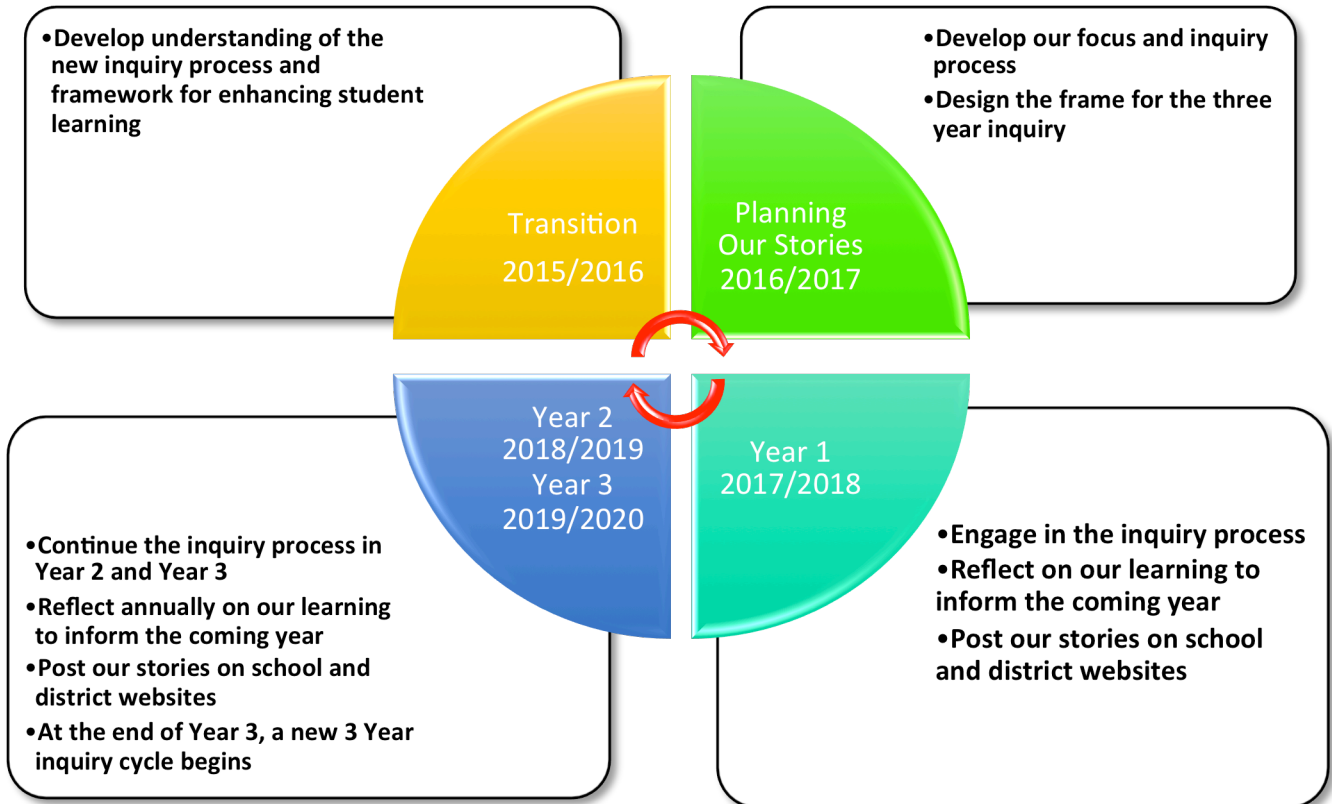 •Develop understanding of the
new inquiry process and
framework for enhancing student
learning
•Develop our focus and inquiry
process
•Design the frame for the three
year inquiry
Transition
2015/2016
Planning
Our Stories
2016/2017
Year 2
2018/2019
Year 3
2019/2020
Year 1
2017/2018
•Continue the inquiry process in
Year 2 and Year 3
•Reflect annually on our learning
to inform the coming year
•Post our stories on school and
district websites
•At the end of Year 3, a new 3 Year
inquiry cycle begins
•Engage in the inquiry process
•Reflect on our learning to
inform the coming year
•Post our stories on school
and district websites